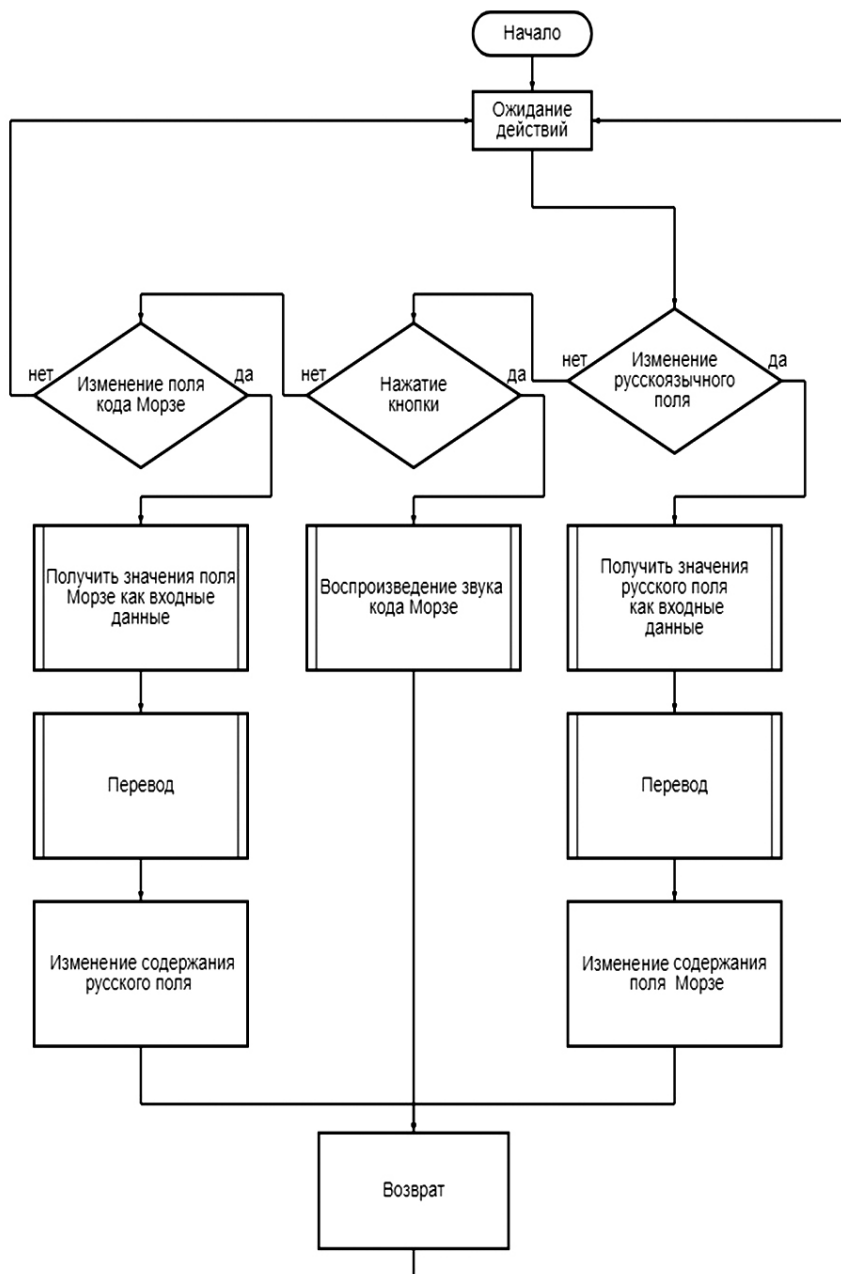 Начало
Ожидание
действий
нет
Изменение поля
кода Морзе
да
нет
Нажатие
кнопки
да
нет
Изменение
русскоязычного
поля
да
Получить значения поля
Морзе как входные
данные
Воспроизведение звука
кода Морзе
Получить значения
русского поля
как входные
данные
Перевод
Перевод
Изменение содержания
русского поля
Изменение содержания
поля Морзе
Возврат